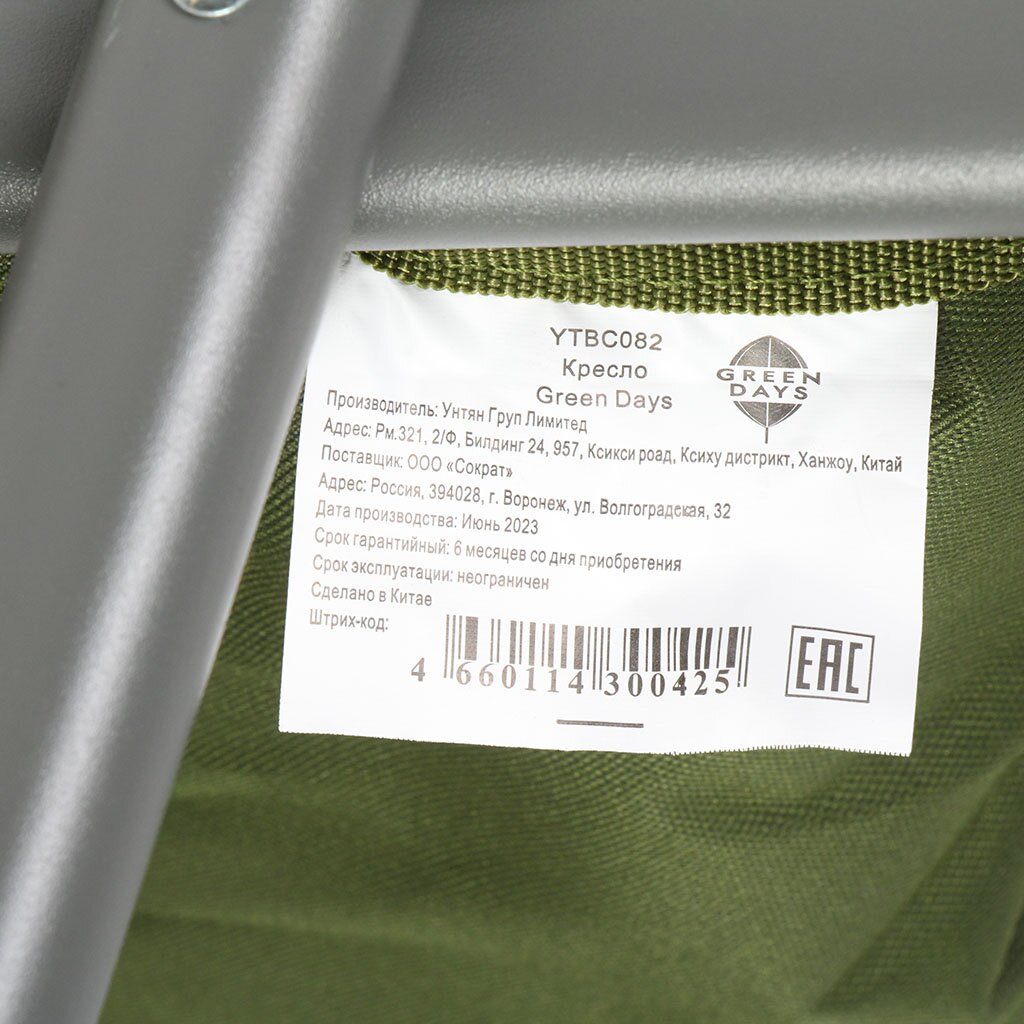 YTBC082
Кресло
Green Days
GREEN
DAYS
Производитель: Унтян Груп Лимитед
Адрес: Рм.321, 2/Ф, Билдинг 24, 957, Ксикси роад, Ксиху дистрикт, Ханжоу, Китай
Поставщик: ООО «Сократ»
Адрес: Россия, 394028, г. Воронеж, ул. Волгоградская, 32
Дата производства: Июнь 2023
Срок гарантийный: 6 месяцев со дня приобретения
Срок эксплуатации: неограничен
Сделано в Китае
Штрих-код:
4 660114 300425
EAC